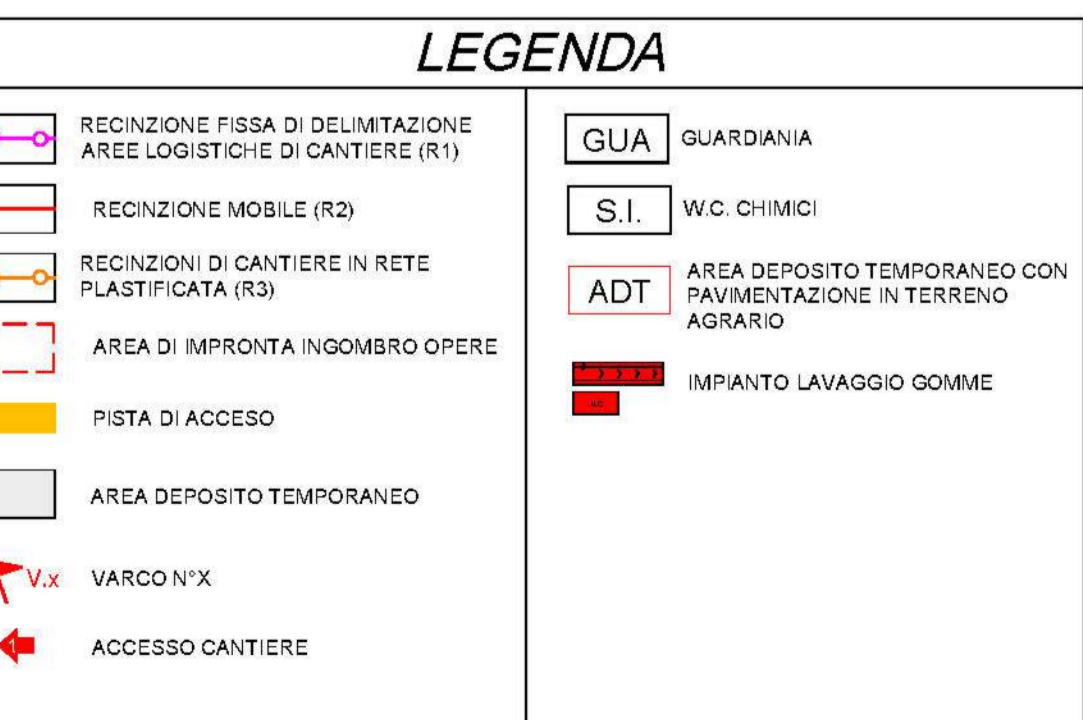 LEGENDA
RECINZIONE FISSA DI DELIMITAZIONE
AREE LOGISTICHE DI CANTIERE (R1)
RECINZIONE MOBILE (R2)
RECINZIONI DI CANTIERE IN RETE
PLASTIFICATA (R3)
AREA DI IMPRONTA INGOMBRO OPERE
PISTA DI ACCESO
AREA DEPOSITO TEMPORANEO
V.x VARCO N°X
1 ACCESSO CANTIERE
GUA GUARDIANIA
S.I. W.C. CHIMICI
ADT AREA DEPOSITO TEMPORANEO CON
PAVIMENTAZIONE IN TERRENO
AGRARIO
IMPIANTO LAVAGGIO GOMME